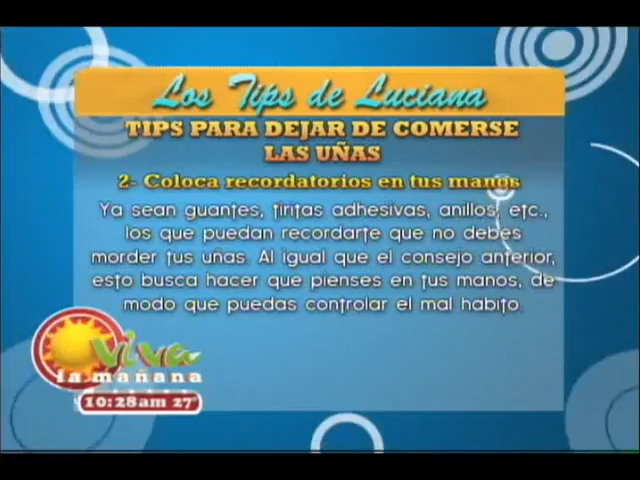 Los Tips de Luciana
TIPS PARA DEJAR DE COMERSE
LAS UÑAS
2- Coloca recordatorios en tus manos
Ya sean guantes, tiritas adhesivas, anillos, etc.,
los que puedan recordarte que no debes
morder tus uñas. Al igual que el consejo anterior,
esto busca hacer que pienses en tus manos, de
modo que puedas controlar el mal habito.
viva
la mañana
10:28am 27°